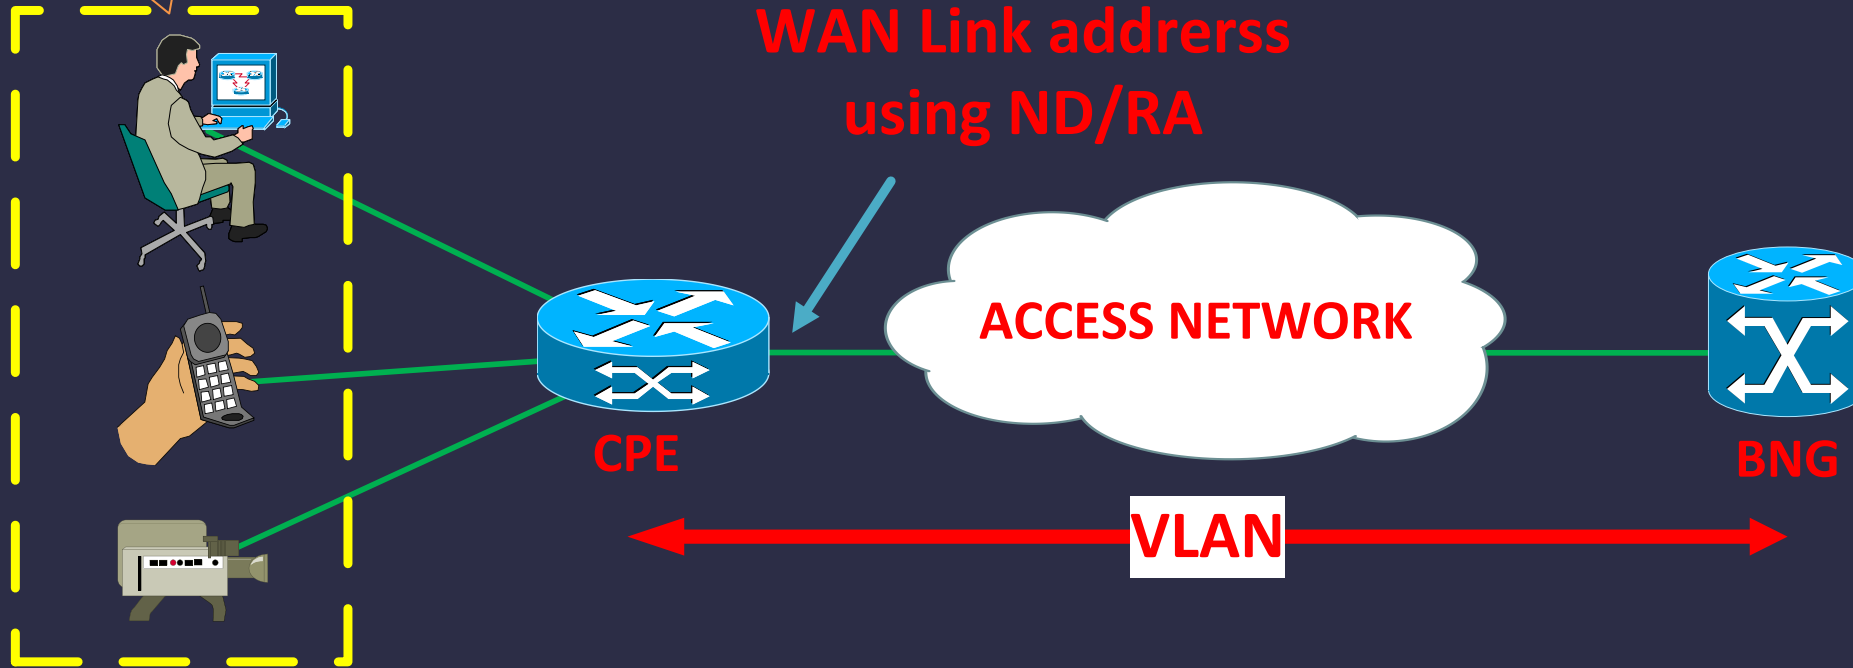 WAN Link addrerss
using ND/RA
ACCESS NETWORK
CPE
BNG
VLAN